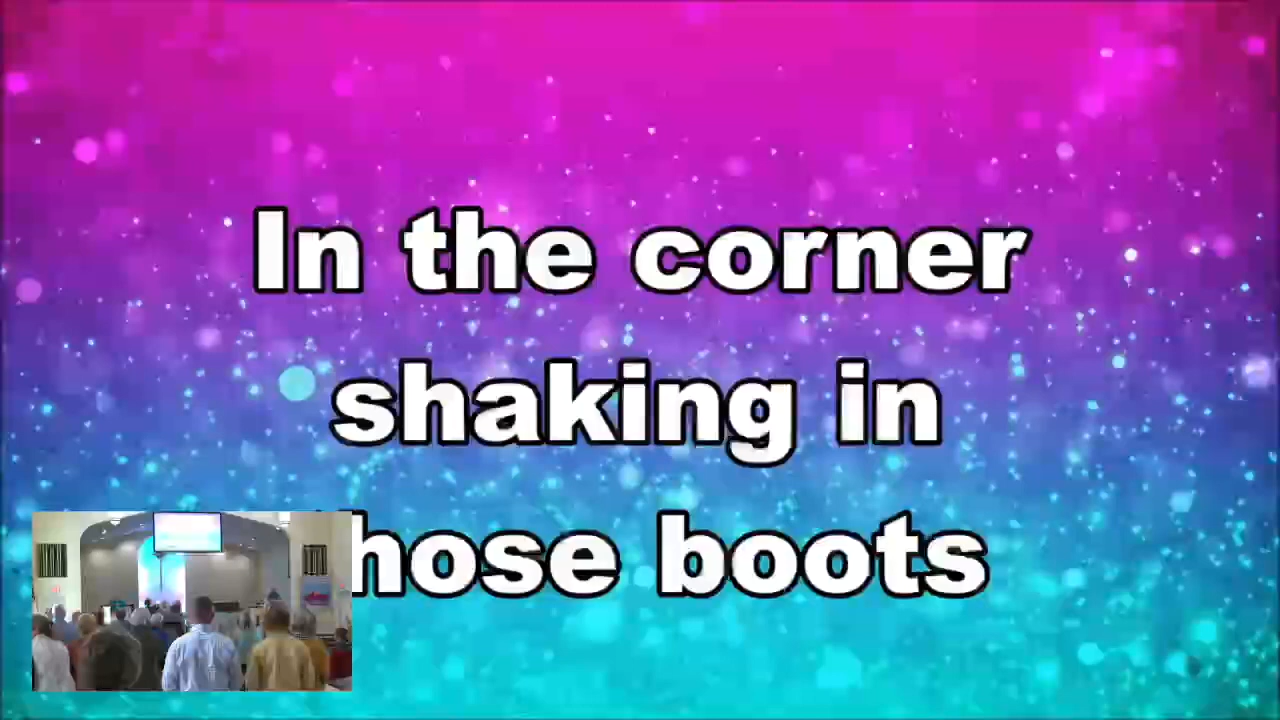 In the corner
shaking in
hose boots